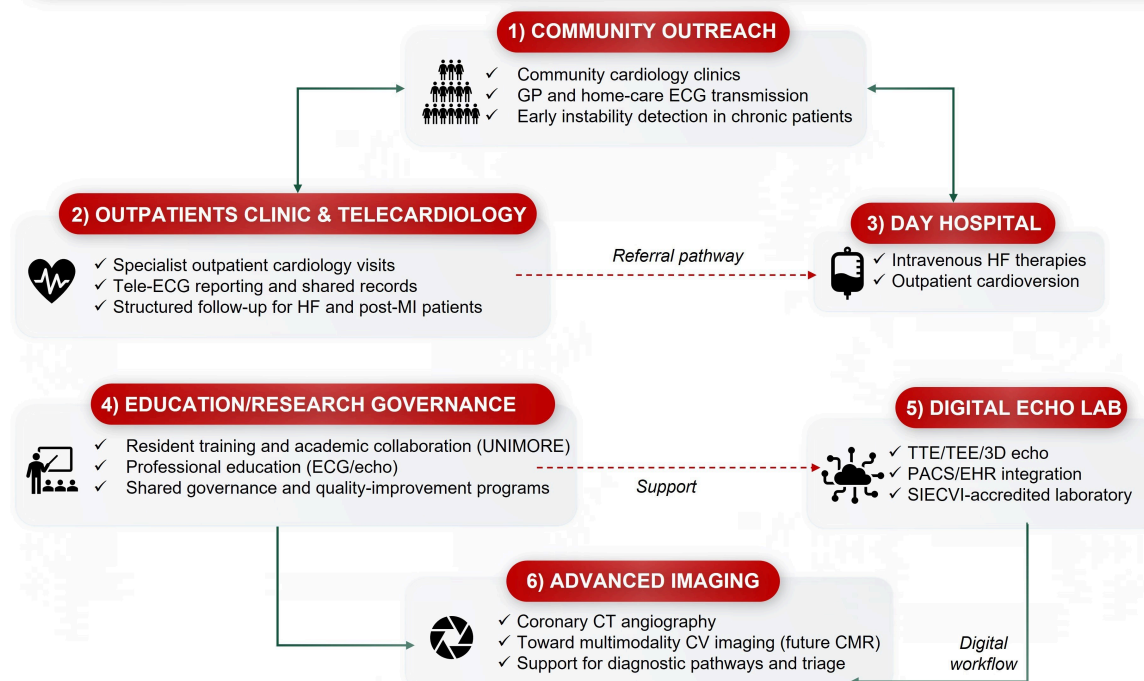 1) COMMUNITY OUTREACH
✓ Community cardiology clinics
✓ GP and home-care ECG transmission
✓ Early instability detection in chronic patients
2) OUTPATIENTS CLINIC & TELECARDIOLOGY
✓ Specialist outpatient cardiology visits
✓ Tele-ECG reporting and shared records
✓ Structured follow-up for HF and post-MI patients
Referral pathway
3) DAY HOSPITAL
✓ Intravenous HF therapies
✓ Outpatient cardioversion
4) EDUCATION/RESEARCH GOVERNANCE
✓ Resident training and academic collaboration (UNIMORE)
✓ Professional education (ECG/echo)
✓ Shared governance and quality-improvement programs
Support
5) DIGITAL ECHO LAB
✓ TTE/TEE/3D echo
✓ PACS/EHR integration
✓ SIECVI-accredited laboratory
6) ADVANCED IMAGING
✓ Coronary CT angiography
✓ Toward multimodality CV imaging (future CMR)
✓ Support for diagnostic pathways and triage
Digital
workflow